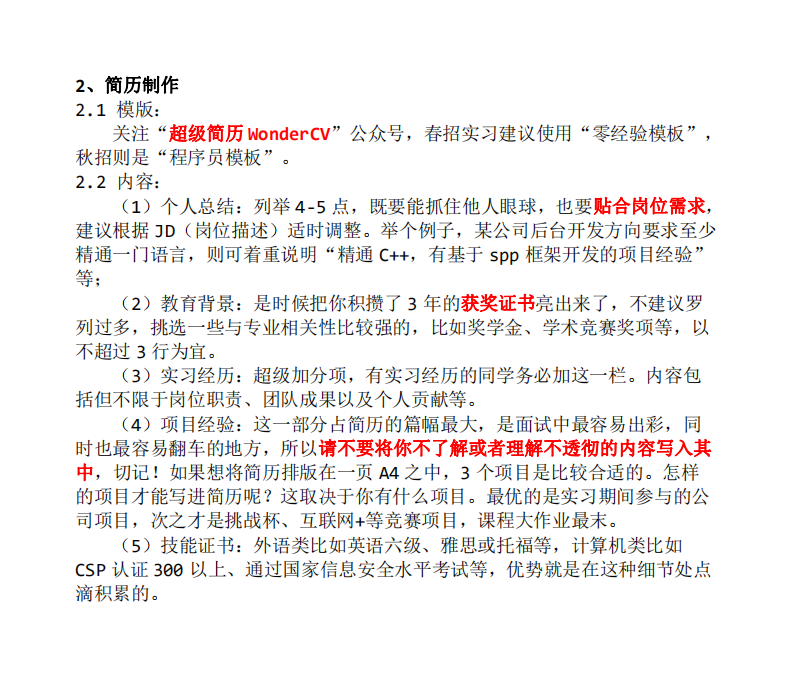 2、简历制作
2.1 模版：
关注“超级简历 WonderCV”公众号，春招实习建议使用“零经验模板”，
秋招则是“程序员模板”。
2.2 内容：
（1）个人总结：列举 4-5 点，既要能抓住他人眼球，也要贴合岗位需求，
建议根据 JD（岗位描述）适时调整。举个例子，某公司后台开发方向要求至少
精通一门语言，则可着重说明“精通 C++，有基于 spp 框架开发的项目经验”
等；
（2）教育背景：是时候把你积攒了 3 年的获奖证书亮出来了，不建议罗
列过多，挑选一些与专业相关性比较强的，比如奖学金、学术竞赛奖项等，以
不超过 3 行为宜。
（3）实习经历：超级加分项，有实习经历的同学务必加这一栏。内容包
括但不限于岗位职责、团队成果以及个人贡献等。
（4）项目经验：这一部分占简历的篇幅最大，是面试中最容易出彩，同
时也最容易翻车的地方，所以请不要将你不了解或者理解不透彻的内容写入其
中，切记！如果想将简历排版在一页 A4 之中，3 个项目是比较合适的。怎样
的项目才能写进简历呢？这取决于你有什么项目。最优的是实习期间参与的公
司项目，次之才是挑战杯、互联网+等竞赛项目，课程大作业最末。
（5）技能证书：外语类比如英语六级、雅思或托福等，计算机类比如
CSP 认证 300 以上、通过国家信息安全水平考试等，优势就是在这种细节处点
滴积累的。